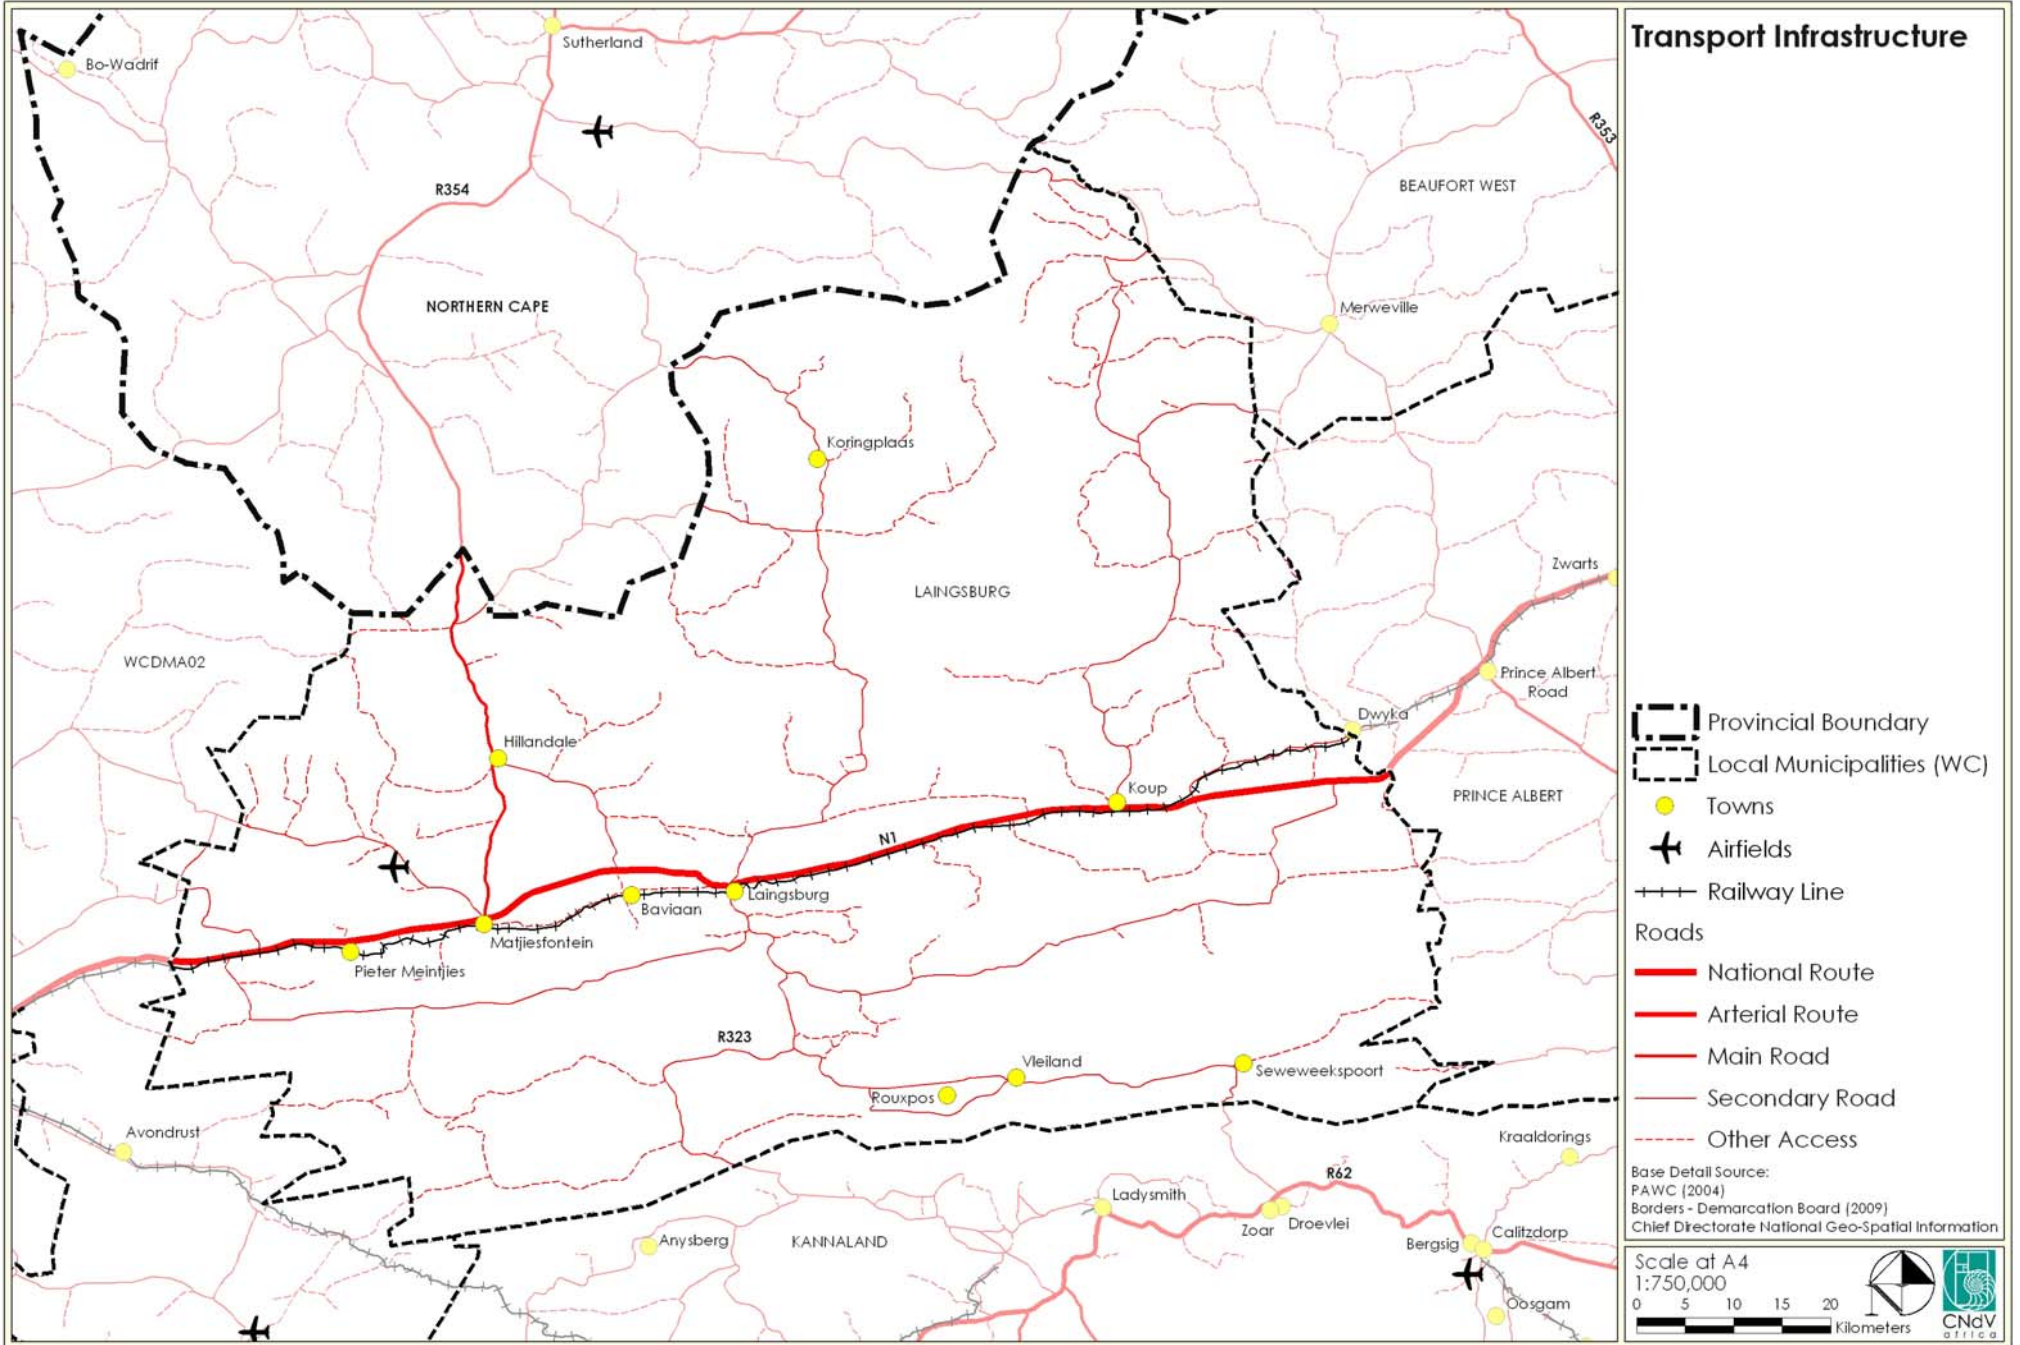 Transport Infrastructure
Bo-Wadrif
Sutherland
R353
R354
BEAUFORT WEST
NORTHERN CAPE
Merweville
Koringplaas
Zwarts
LAINGSBURG
WCDMA02
Prince Albert
Road
Dwyka
Hillandale
Koup
PRINCE ALBERT
N1
Laingsburg
Baviaan
Matjiesfontein
Pieter Meintjies
R323
Vleiland
Seweweekspoort
Rouxpos
Avondrust
Kraaldorings
R62
Ladysmith
Zoar
Droevlei
Calitzdorp
Bergsig
Anysberg
KANNALAND
Oosgam
Provincial Boundary
Local Municipalities (WC)
Towns
Airfields
Railway Line
Roads
National Route
Arterial Route
Main Road
Secondary Road
Other Access
Base Detail Source:
PAWC (2004)
Borders - Demarcation Board (2009)
Chief Directorate National Geo-Spatial Information
Scale at A4
1:750,000
0 5 10 15 20
Kilometers
CNdV
africa